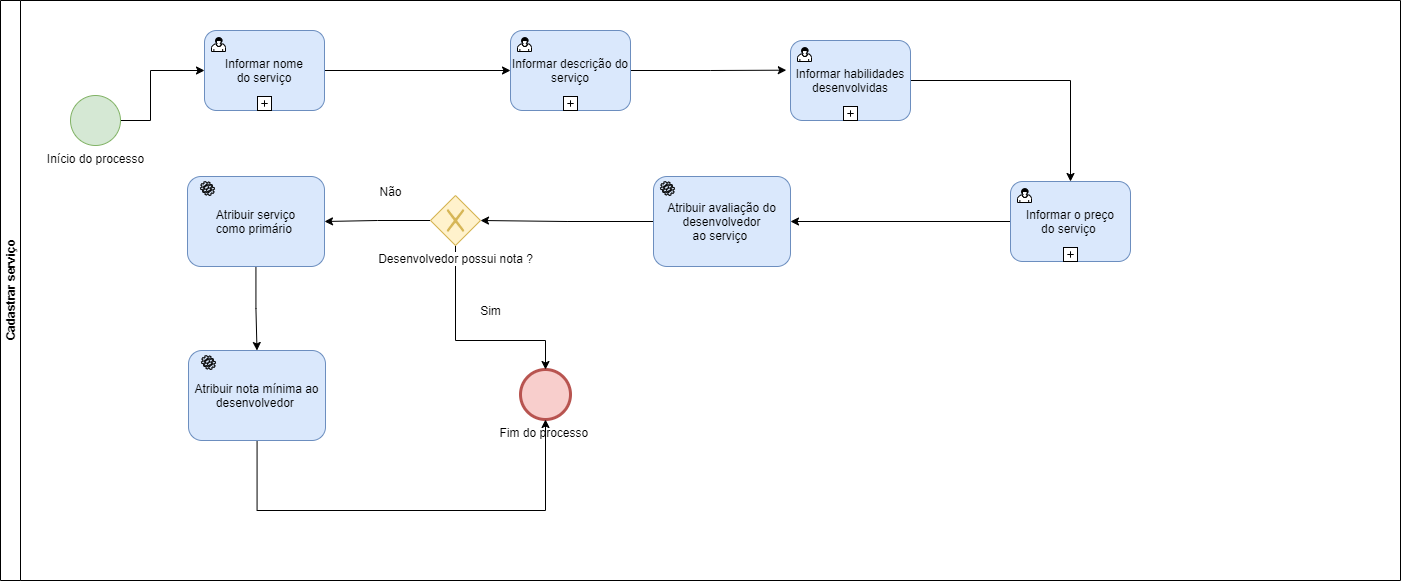 Cadastrar serviço
Informar nome
do serviço
Informar descrição do
serviço
Informar habilidades
desenvolvidas
Início do processo
Informar o preço
do serviço
Atribuir avaliação do
desenvolvedor
ao serviço
Desenvolvedor possui nota ?
Não
Atribuir serviço
como primário
Sim
Atribuir nota mínima ao
desenvolvedor
Fim do processo